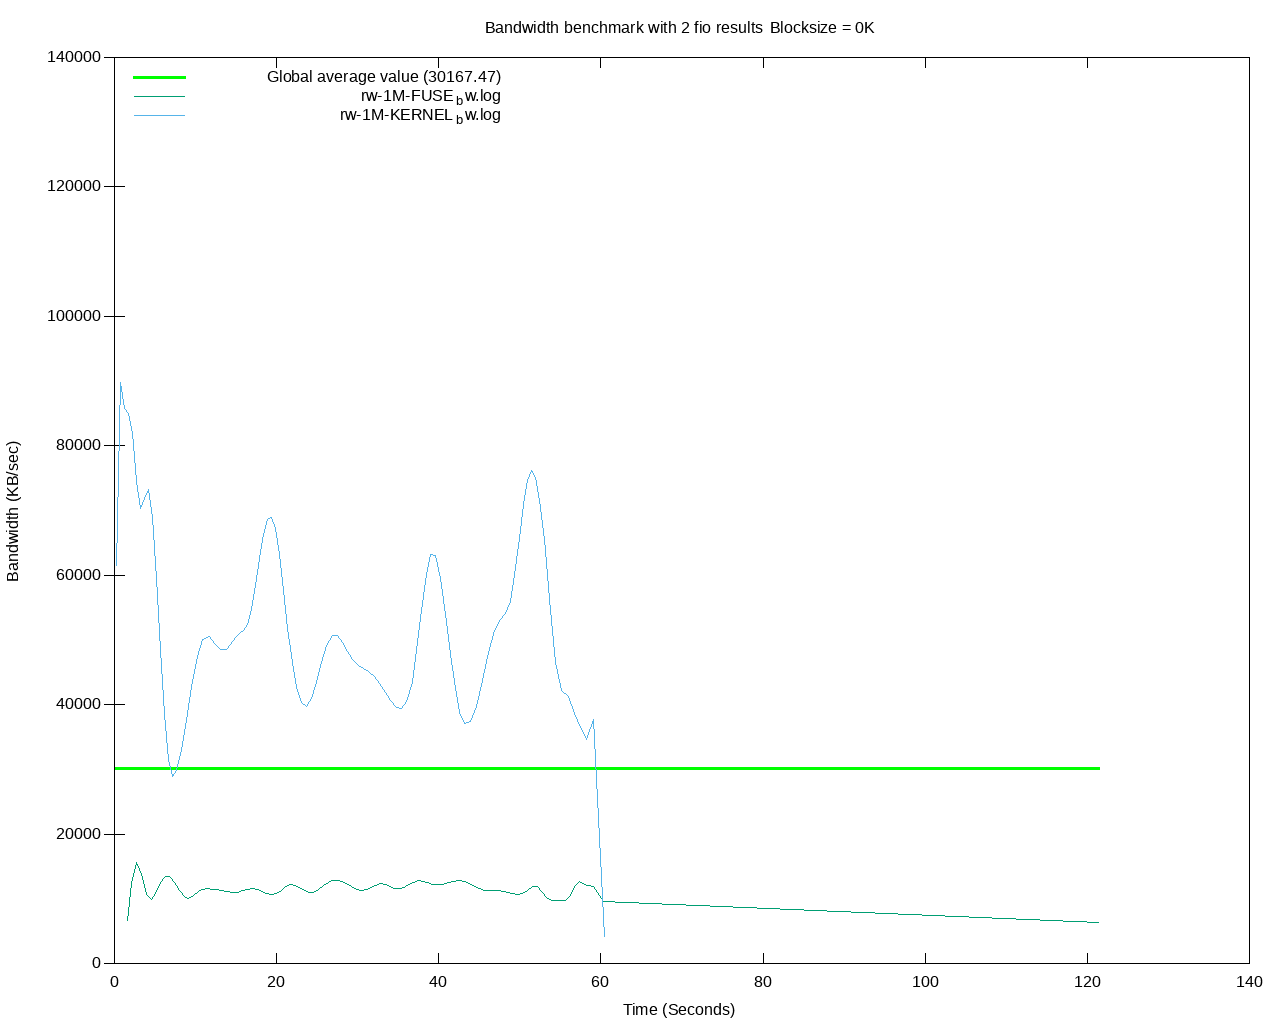 Bandwidth benchmark with 2 fio results Blocksize = 0K
140000
120000
100000
80000
60000
40000
20000
0
Global average value (30167.47)
rw-1M-FUSE_bw.log
rw-1M-KERNEL_bw.log
Bandwidth (KB/sec)
0 20 40 60 80 100 120 140
Time (Seconds)